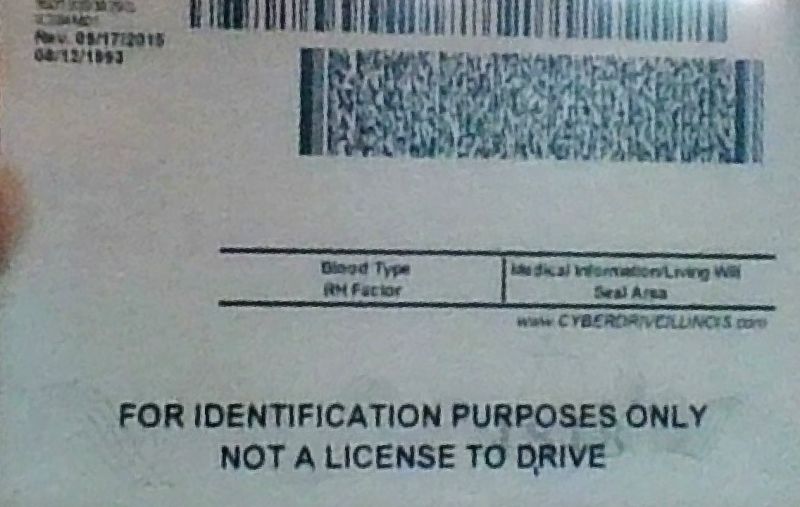 Rev. 09/17/2015
08/12/1993
Blood Type
RH Factor
Medical Information/Living Will
Seal Area
www.CYBERDRIVEILLINOIS.com
FOR IDENTIFICATION PURPOSES ONLY
NOT A LICENSE TO DRIVE